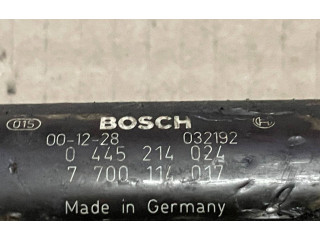 015 BOSCH
00-12-28 032192
0 445 214 024
7 700 114 017
Made in Germany